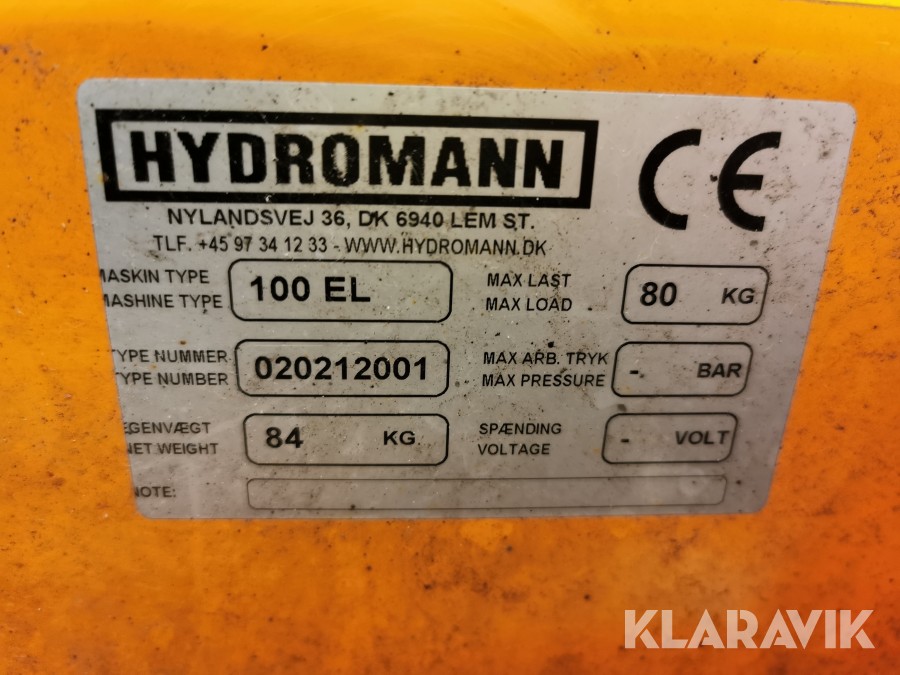 HYDROMANN
CE
NYLANDSVEJ 36, DK 6940 LEM ST.
TLF. +45 97 34 12 33 - WWW.HYDROMANN.DK
MASKIN TYPE
MASHINE TYPE
100 EL
MAX LAST
MAX LOAD
80 KG
TYPE NUMMER
TYPE NUMBER
020212001
MAX ARB. TRYK
MAX PRESSURE
- BAR
EGENVÆGT
NET WEIGHT
84 KG
SPÆNDING
VOLTAGE
- VOLT
NOTE:
KLARAVIK